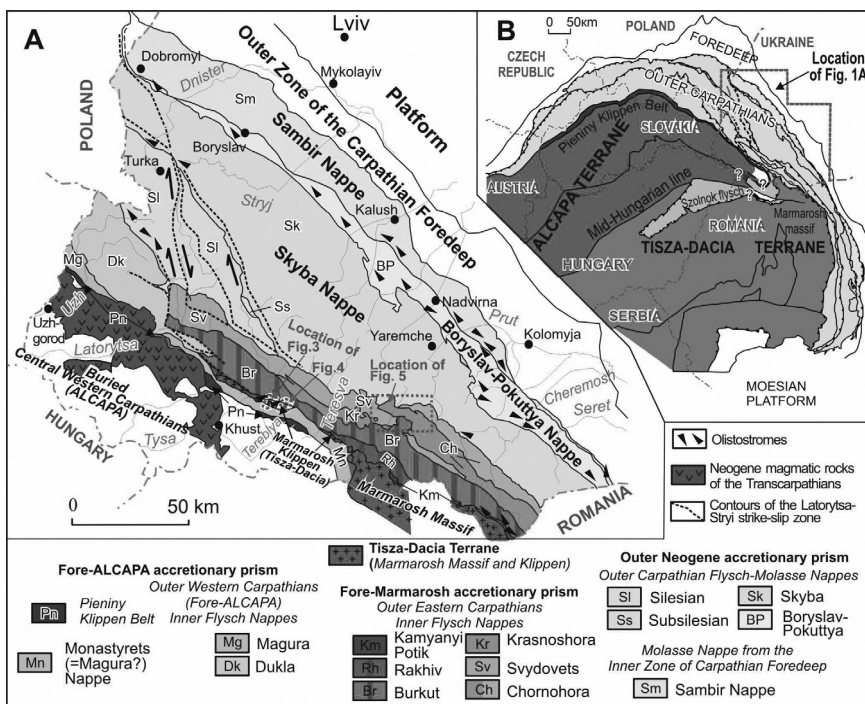 A
Lviv
Dobromyl
Dnister
Mykolayiv
Outer Zone of the Carpathian Foredeep
Platform
POLAND
Sm
Sambir Nappe
Boryslav
Turka
Sl
Stryj
Sk
Kalush
Sl
Skyba Nappe
BP
Mg
Dk
Ss
Nadvirna
Prut
Uzh
Sv
Yaremche
Kolomyja
Uzh-
gorod
Pn
Location of
Fig.3
Fig. 4
Location of
Fig. 5
Boryslav-Pokuttya Nappe
Latorytsa
Br
Teresva
Cheremosh
Seret
Buried
Central Western Carpathians
(ALCAPA)
Sv
Kr
Pn
Khust
Tereblya
Br
Ch
HUNGARY
Tysa
Marmarosh
Klippen
(Tisza-Dacia)
Mn
Rh
Km
Marmarosh Massif
ROMANIA
0 50 km
B
0 50km
POLAND
CZECH
REPUBLIC
FOREDEEP
UKRAINE
Location
of Fig. 1A
OUTER CARPATHIANS
Pieniny Klippen Belt
SLOVAKIA
AUSTRIA
ALCAPA TERRANE
Mid-Hungarian line
?
?
?
Szolnok flysch
ROMANIA
Marmarosh
massif
TISZA-DACIA TERRANE
HUNGARY
SERBIA
MOESIAN
PLATFORM
Olistostromes
Neogene magmatic rocks
of the Transcarpathians
Contours of the Latorytsa-
Stryi strike-slip zone
Tisza-Dacia Terrane
(Marmarosh Massif and Klippen)
Fore-ALCAPA accretionary prism
Pn Pieniny
Klippen Belt
Mn Monastyrets
(=Magura?)
Nappe
Outer Western Carpathians
(Fore-ALCAPA)
Inner Flysch Nappes
Mg Magura
Dk Dukla
Fore-Marmarosh accretionary prism
Outer Eastern Carpathians
Inner Flysch Nappes
Km Kamyanyi
Potik
Rh Rakhiv
Br Burkut
Kr Krasnoshora
Sv Svydovets
Ch Chornohora
Outer Neogene accretionary prism
Outer Carpathian Flysch-Molasse Nappes
Sl Silesian
Ss Subsilesian
Sk Skyba
BP Boryslav-
Pokuttya
Molasse Nappe from the
Inner Zone of Carpathian Foredeep
Sm Sambir Nappe